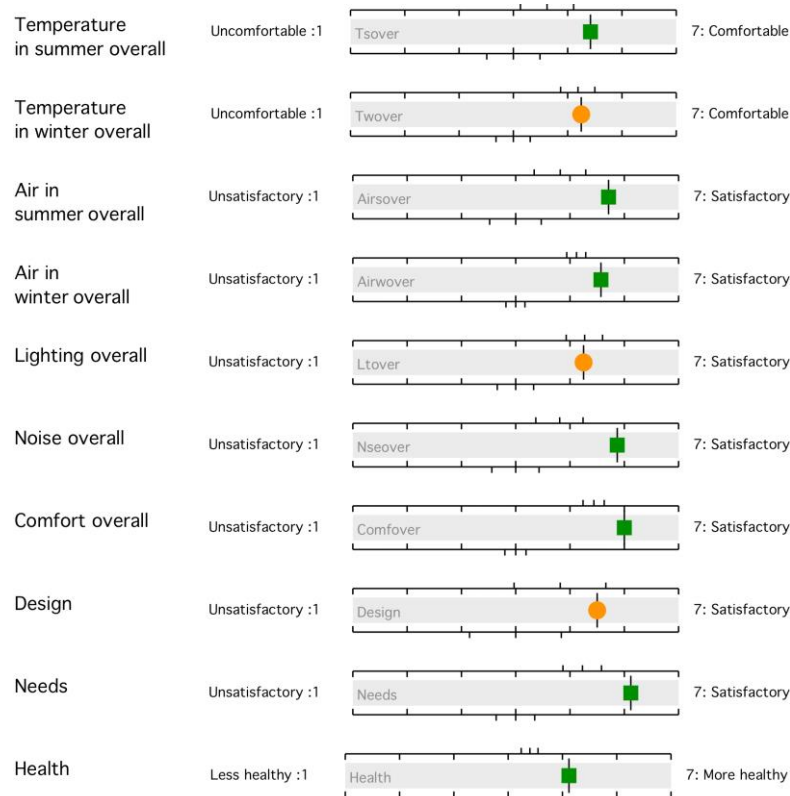 Temperature
in summer overall
Uncomfortable :1
Tsover
7: Comfortable
Temperature
in winter overall
Uncomfortable :1
Twover
7: Comfortable
Air in
summer overall
Unsatisfactory :1
Airsover
7: Satisfactory
Air in
winter overall
Unsatisfactory :1
Airwover
7: Satisfactory
Lighting overall
Unsatisfactory :1
Ltover
7: Satisfactory
Noise overall
Unsatisfactory :1
Nseover
7: Satisfactory
Comfort overall
Unsatisfactory :1
Comfover
7: Satisfactory
Design
Unsatisfactory :1
Design
7: Satisfactory
Needs
Unsatisfactory :1
Needs
7: Satisfactory
Health
Less healthy :1
Health
7: More healthy